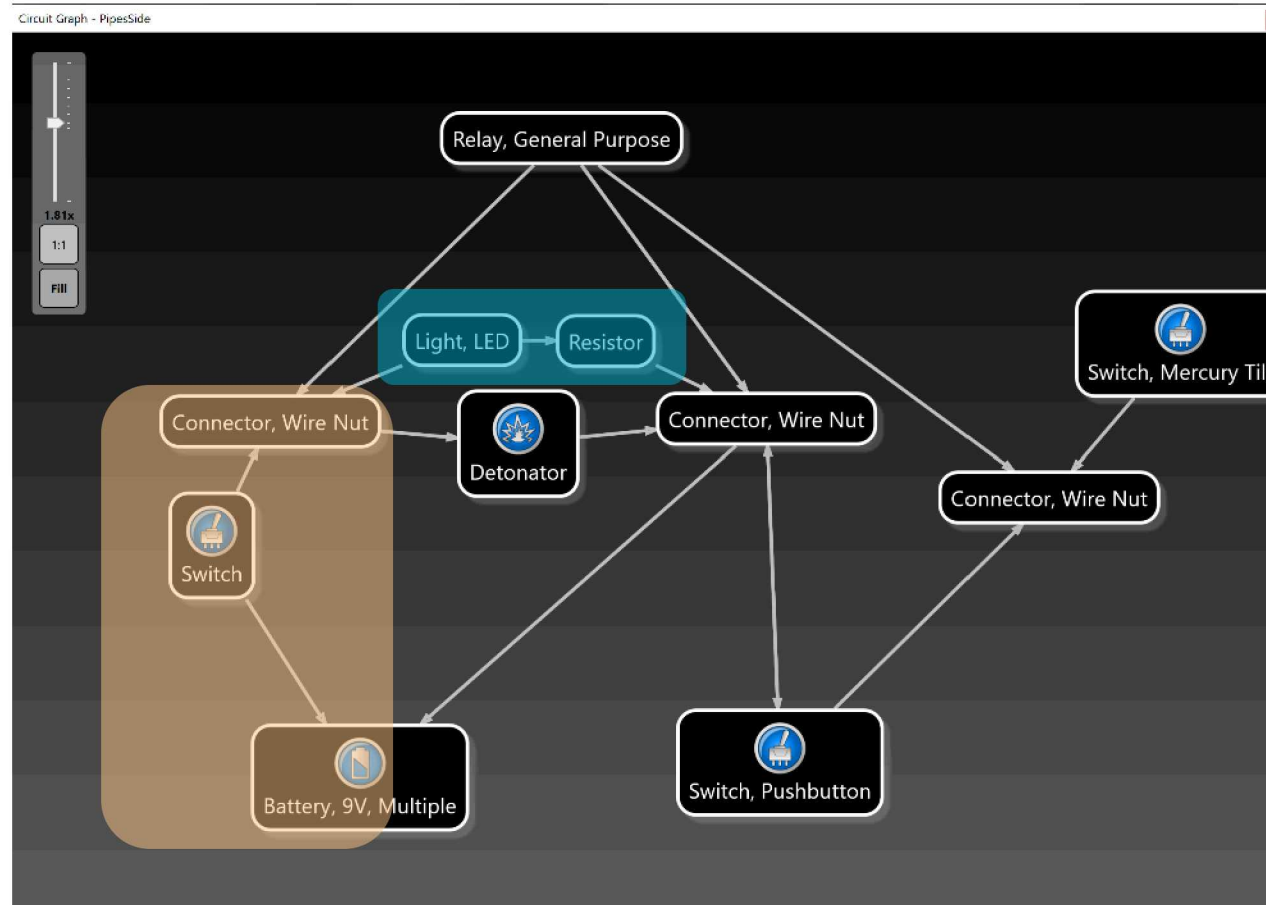 Circuit Graph - PipesSide
1.81x
1:1
Fill
Relay, General Purpose
Light, LED
Resistor
Switch, Mercury Til
Connector, Wire Nut
Detonator
Connector, Wire Nut
Connector, Wire Nut
Switch
Battery, 9V, Multiple
Switch, Pushbutton